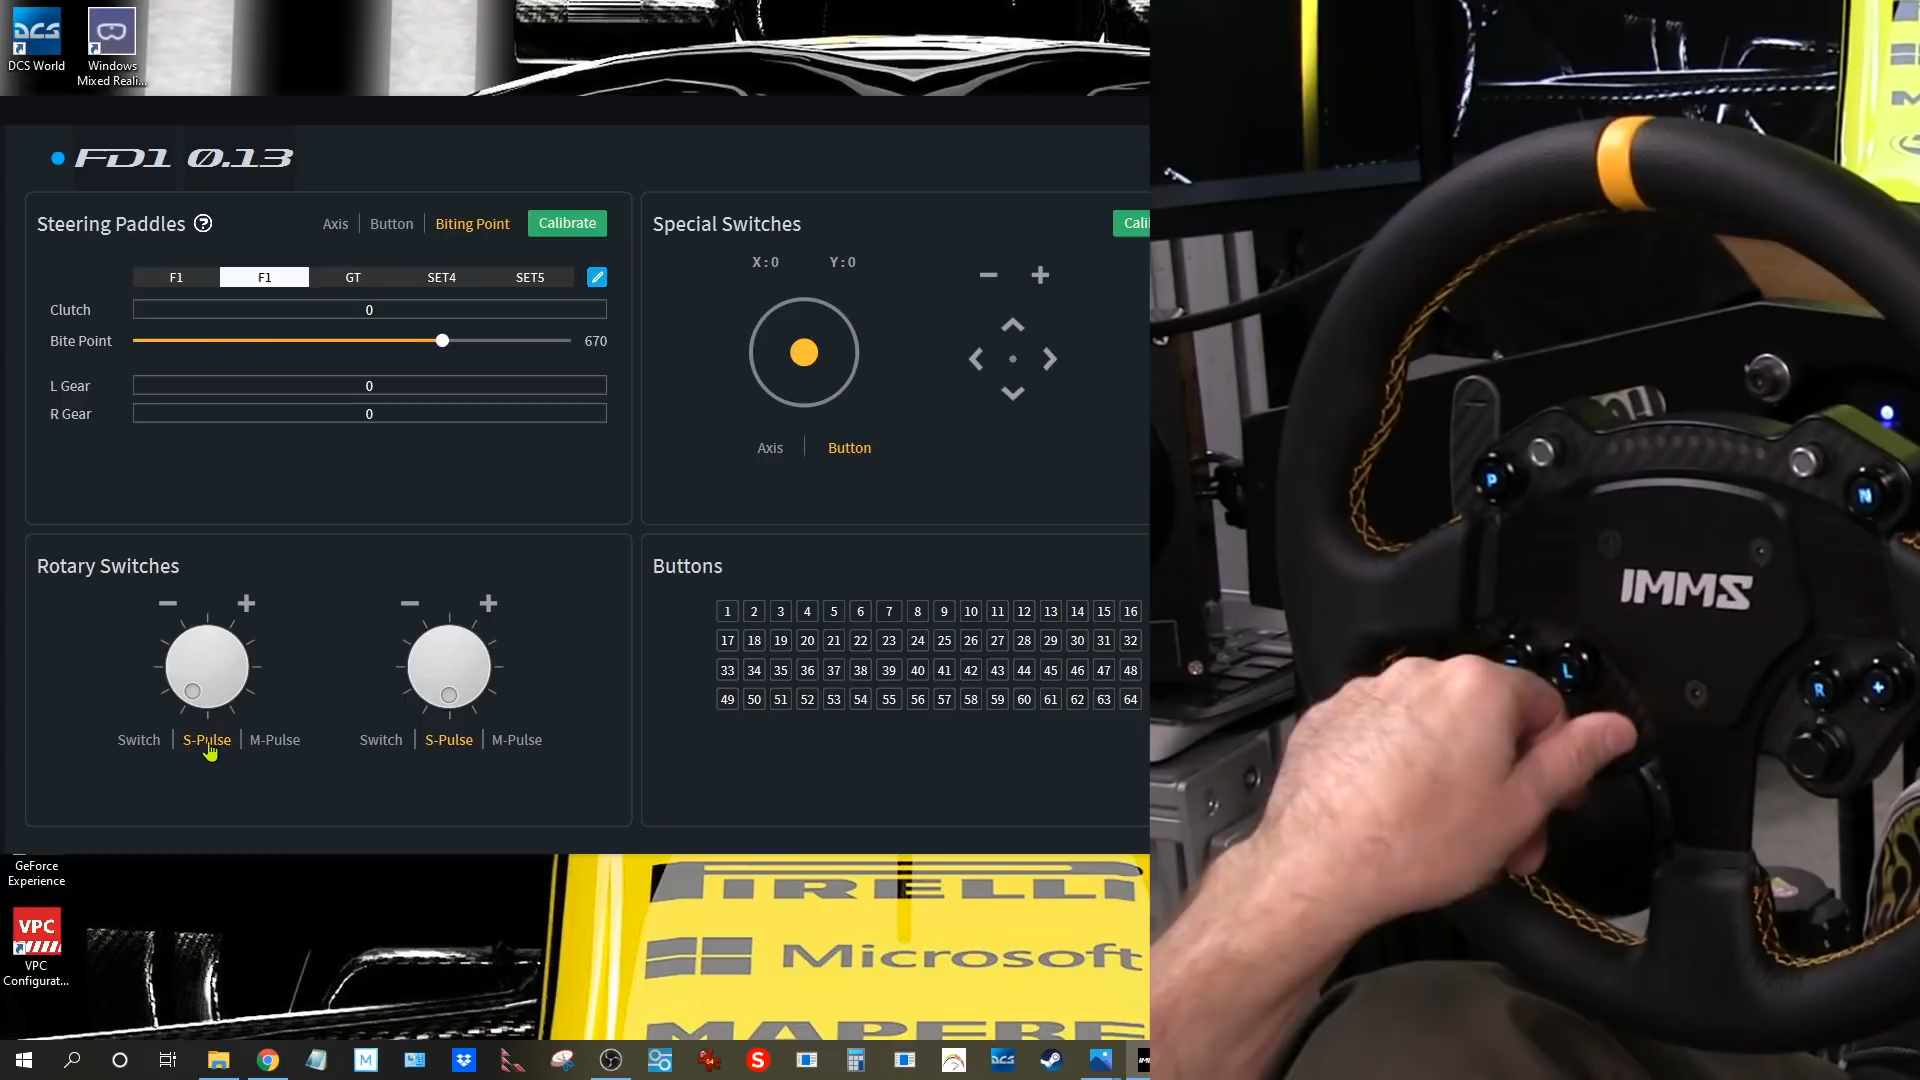 DCS
DCS World
Windows
Mixed Reali...
FD1 0.13
Steering Paddles ?
Axis
Button
Biting Point
Calibrate
F1
F1
GT
SET4
SET5
Clutch
0
Bite Point
670
L Gear
0
R Gear
0
Special Switches
Cali
X:0
Y:0
− +
Axis
Button
Rotary Switches
− +
− +
Switch
S-Pulse
M-Pulse
Switch
S-Pulse
M-Pulse
Buttons
1 2 3 4 5 6 7 8 9 10 11 12 13 14 15 16
17 18 19 20 21 22 23 24 25 26 27 28 29 30 31 32
33 34 35 36 37 38 39 40 41 42 43 44 45 46 47 48
49 50 51 52 53 54 55 56 57 58 59 60 61 62 63 64
GeForce
Experience
VPC
VPC
Configurat...
PIRELLI
Microsoft
MAPFRE
M
64
S
DCS
P
N
IMMS
L
R
+